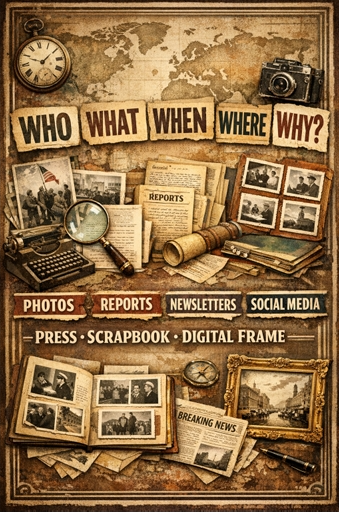 WHO WHAT WHEN WHERE WHY?
REPORTS
PHOTOS REPORTS NEWSLETTERS SOCIAL MEDIA
PRESS · SCRAPBOOK · DIGITAL FRAME
BREAKING NEWS